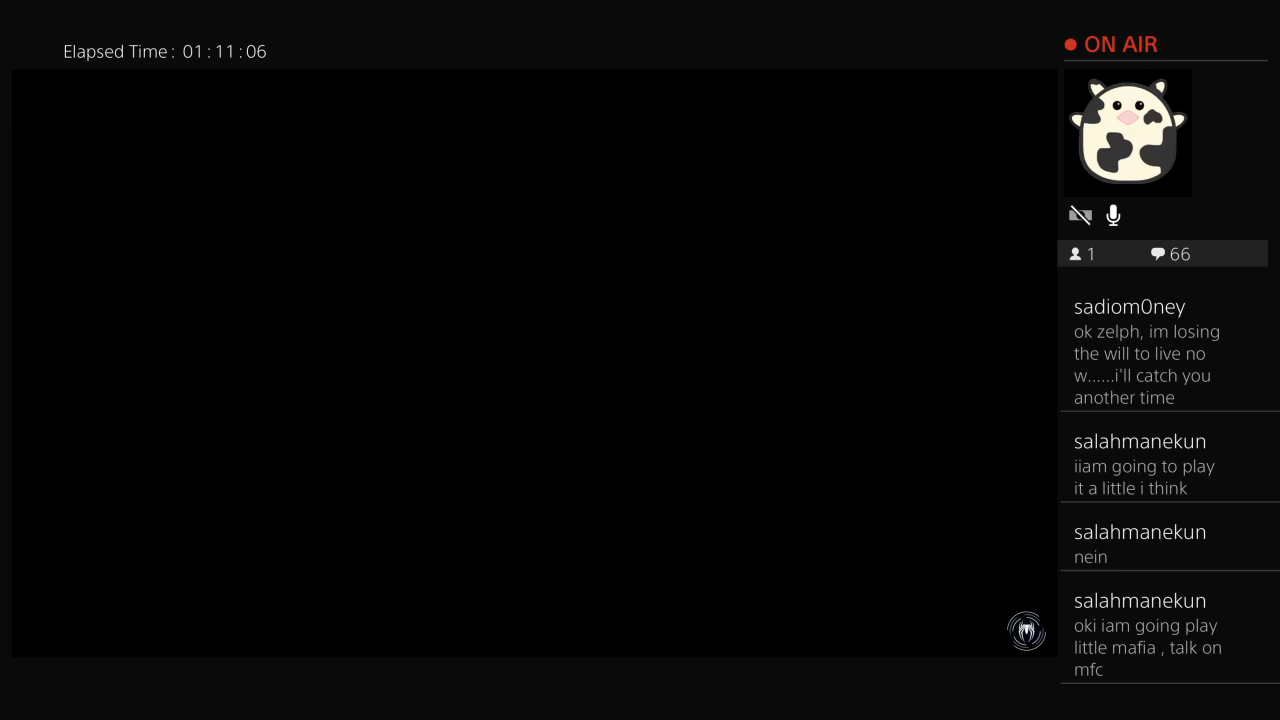 Elapsed Time: 01:11:06
ON AIR
1
66
sadiom0ney
ok zelph, im losing
the will to live no
w......i'll catch you
another time
salahmanekun
iiam going to play
it a little i think
salahmanekun
nein
salahmanekun
oki iam going play
little mafia , talk on
mfc